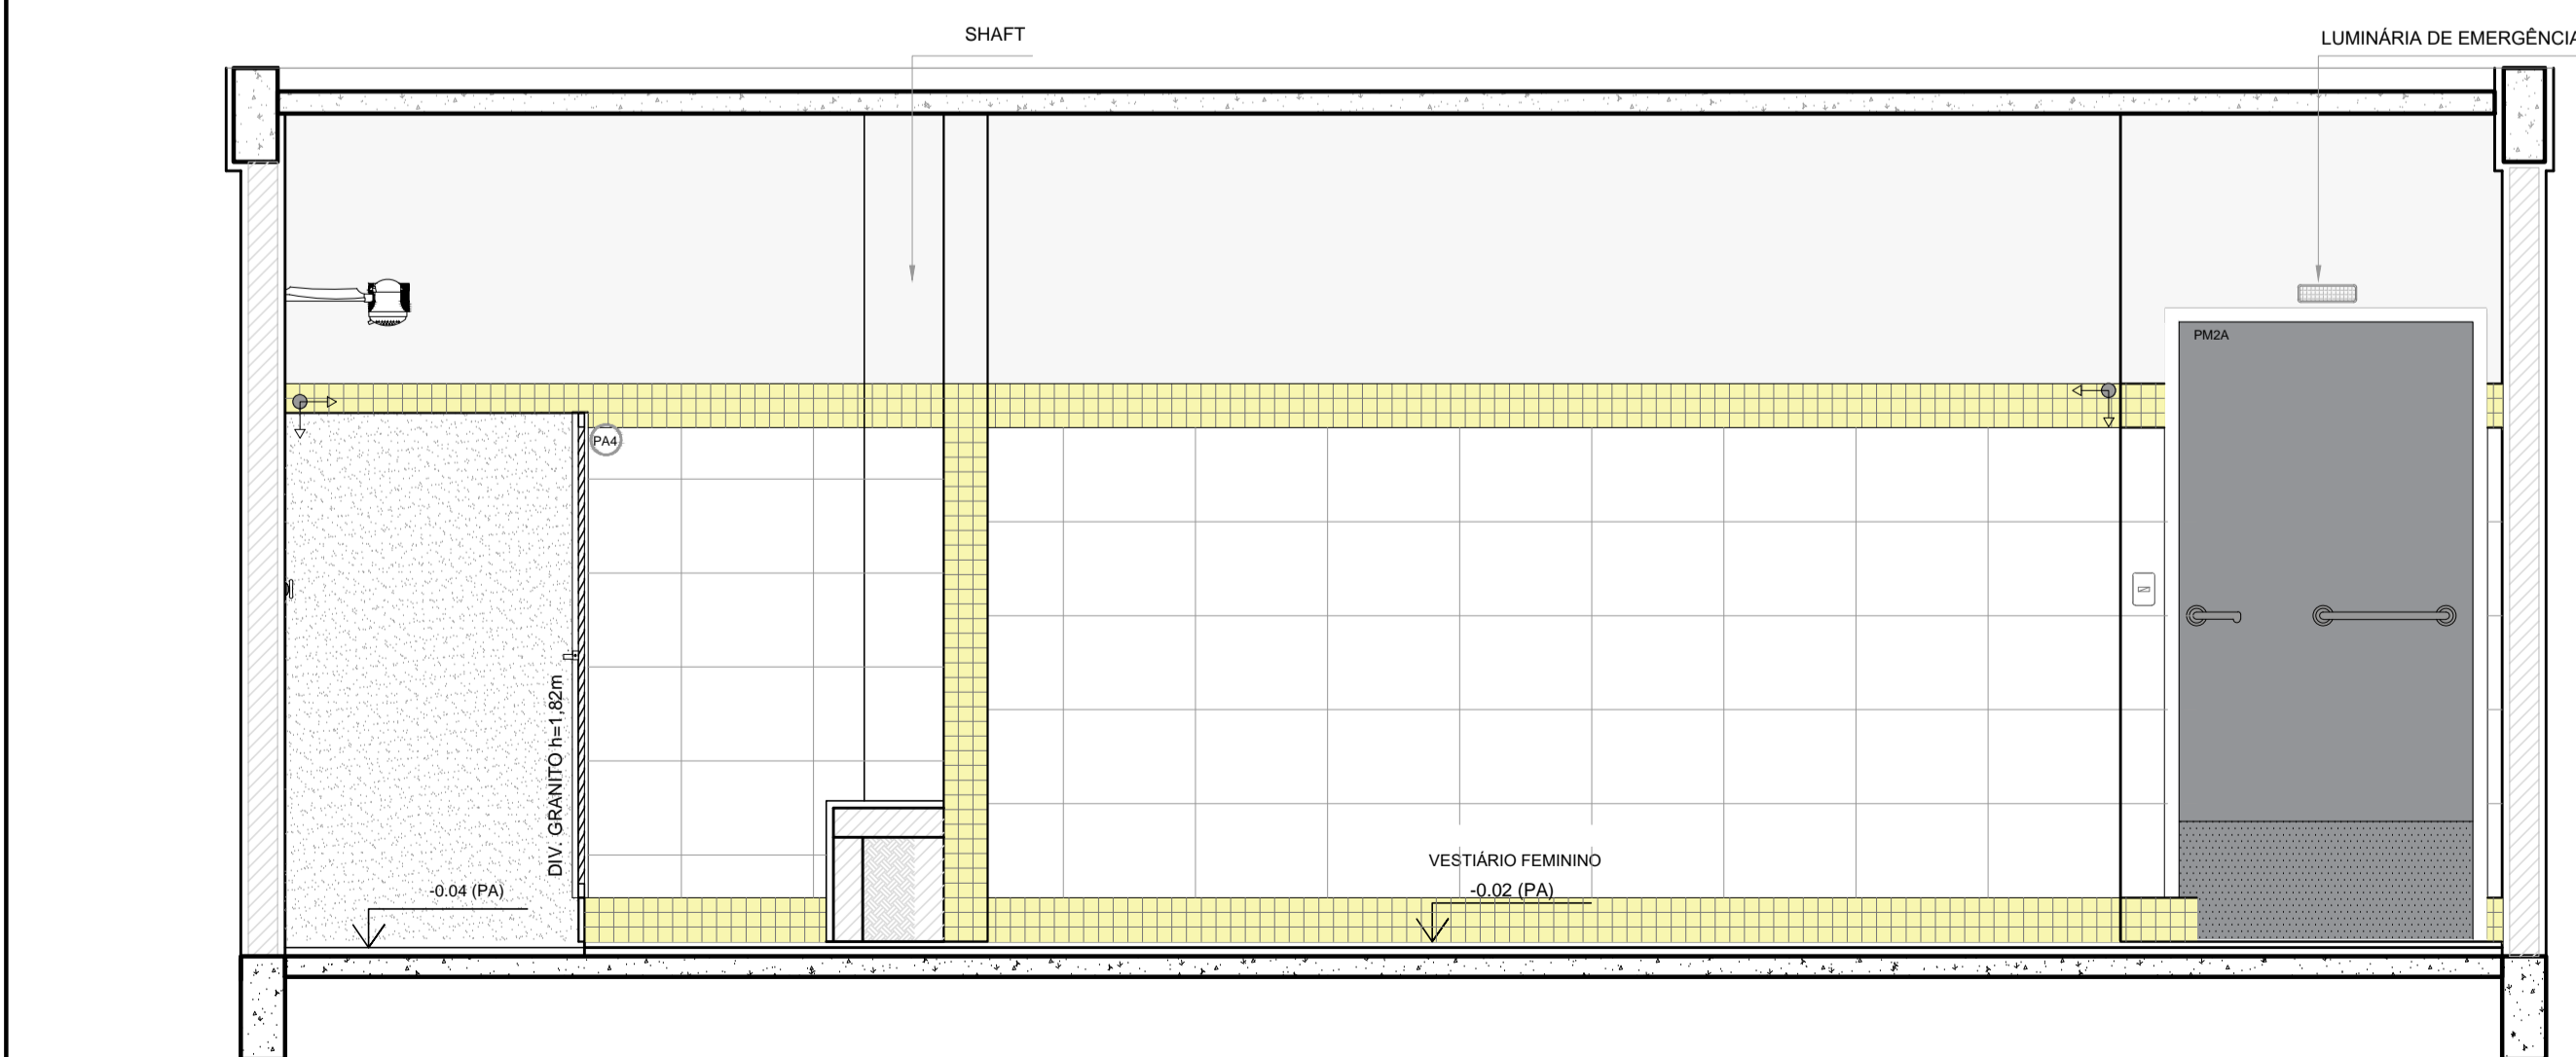 SHAFT
LUMINÁRIA DE EMERGÊNCIA
PM2A
PA4
DIV. GRANITO h=1,82m
VESTIÁRIO FEMININO
-0.04 (PA)
-0.02 (PA)